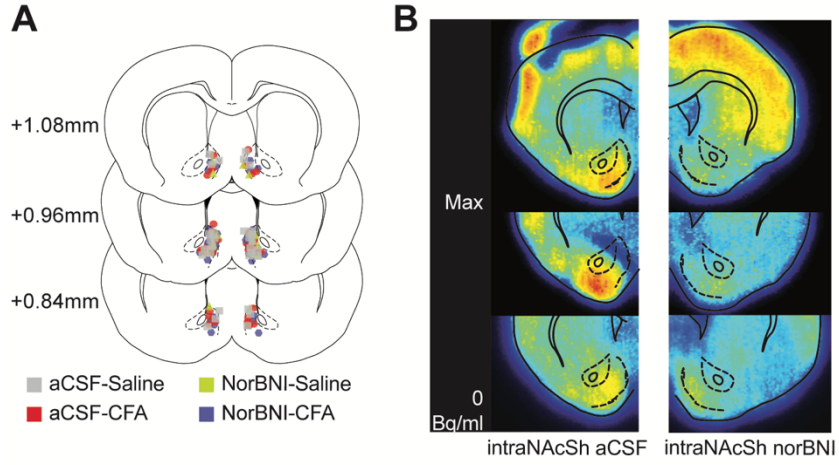 A
+1.08mm
+0.96mm
+0.84mm
aCSF-Saline
NorBNI-Saline
aCSF-CFA
NorBNI-CFA
B
Max
0
Bq/ml
intraNAcSh aCSF
intraNAcSh norBNI